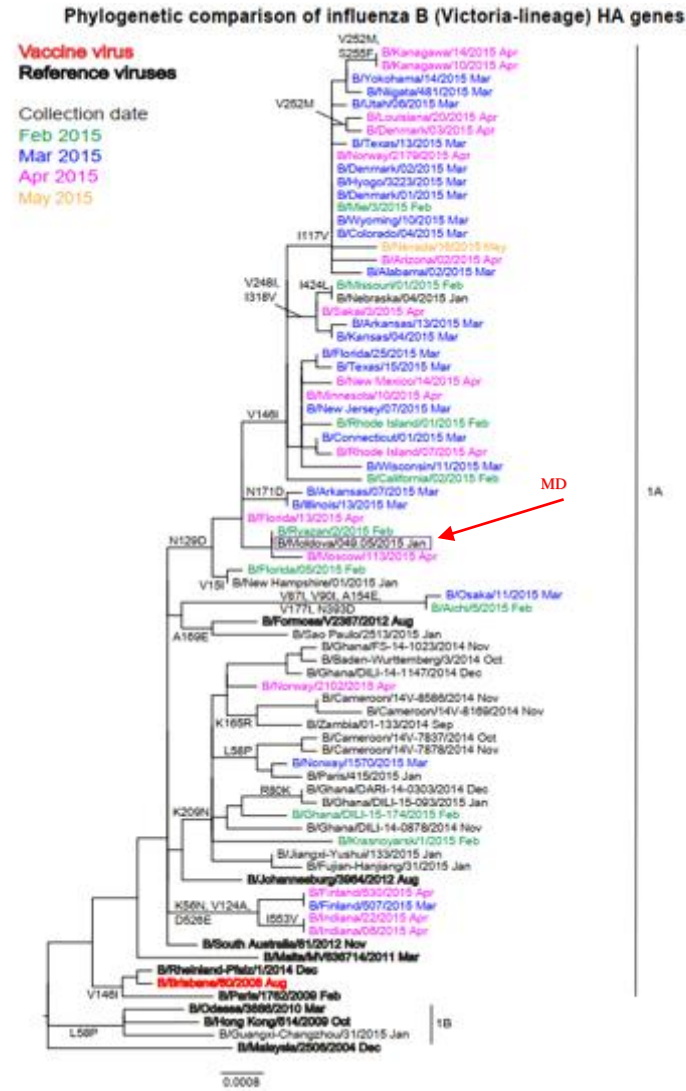 Phylogenetic comparison of influenza B (Victoria-lineage) HA genes
Vaccine virus
Reference viruses
Collection date
Feb 2015
Mar 2015
Apr 2015
May 2015
V252M,
S255F
B/Kanagawa/14/2015 Apr
B/Kanagawa/10/2015 Apr
B/Yokohama/14/2015 Mar
B/Niigata/481/2015 Mar
B/Utah/06/2015 Mar
V252M
B/Louisiana/20/2015 Apr
B/Denmark/03/2015 Apr
B/Texas/13/2015 Mar
B/Norway/2179/2015 Apr
B/Denmark/02/2015 Mar
B/Hyogo/3223/2015 Mar
B/Denmark/01/2015 Mar
B/Mie/3/2015 Feb
B/Wyoming/10/2015 Mar
B/Colorado/04/2015 Mar
I117V
B/Nevada/16/2015 May
B/Arizona/02/2015 Apr
B/Alabama/02/2015 Mar
V248I,
I318V
I424L
B/Missouri/01/2015 Feb
B/Nebraska/04/2015 Jan
B/Sakai/3/2015 Apr
B/Arkansas/13/2015 Mar
B/Kansas/04/2015 Mar
B/Florida/25/2015 Mar
B/Texas/15/2015 Mar
B/New Mexico/14/2015 Apr
B/Minnesota/10/2015 Apr
B/New Jersey/07/2015 Mar
V146I
B/Rhode Island/01/2015 Feb
B/Connecticut/01/2015 Mar
B/Rhode Island/07/2015 Apr
B/Wisconsin/11/2015 Mar
B/California/02/2015 Feb
N171D
B/Arkansas/07/2015 Mar
B/Illinois/13/2015 Mar
1A
MD
B/Florida/13/2015 Apr
B/Ryazan/2/2015 Feb
N129D
B/Moldova/049.05/2015 Jan
B/Moscow/113/2015 Apr
B/Florida/05/2015 Feb
V15I
B/New Hampshire/01/2015 Jan
V87I, V90I, A154E,
V177I, N393D
B/Osaka/11/2015 Mar
B/Aichi/5/2015 Feb
B/Formosa/V2367/2012 Aug
A169E
B/Sao Paulo/2513/2015 Jan
B/Ghana/FS-14-1023/2014 Nov
B/Baden-Wurttemberg/3/2014 Oct
B/Ghana/DILI-14-1147/2014 Dec
B/Norway/2102/2015 Apr
B/Cameroon/14V-8586/2014 Nov
B/Cameroon/14V-8169/2014 Nov
K165R
B/Zambia/01-133/2014 Sep
B/Cameroon/14V-7837/2014 Oct
L58P
B/Cameroon/14V-7878/2014 Nov
B/Norway/1570/2015 Mar
B/Paris/415/2015 Jan
R80K
B/Ghana/DARI-14-0303/2014 Dec
B/Ghana/DILI-15-093/2015 Jan
K209N
B/Ghana/DILI-15-174/2015 Feb
B/Ghana/DILI-14-0878/2014 Nov
B/Krasnoyarsk/1/2015 Feb
B/Jiangxi-Yushui/133/2015 Jan
B/Fujian-Hanjiang/31/2015 Jan
B/Johannesburg/3964/2012 Aug
K56N, V124A,
D526E
B/Finland/530/2015 Apr
B/Finland/507/2015 Mar
I553V
B/Indiana/22/2015 Apr
B/Indiana/06/2015 Apr
B/South Australia/81/2012 Nov
B/Malta/MV636714/2011 Mar
B/Rheinland-Pfalz/1/2014 Dec
B/Brisbane/60/2008 Aug
V146I
B/Paris/1762/2009 Feb
B/Odessa/3886/2010 Mar
B/Hong Kong/514/2009 Oct
1B
L58P
B/Guangxi-Changzhou/31/2015 Jan
B/Malaysia/2506/2004 Dec
0.0008